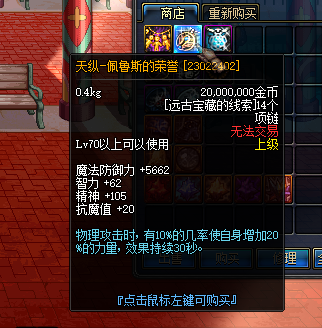 商店 重新购买
天纵-佩鲁斯的荣誉 [23022402]
0.4kg 20,000,000金币
[远古宝藏的线索]14个
项链
无法交易
Lv70以上可以使用 上级
魔法防御力 +5662
智力 +62
精神 +105
抗魔值 +20
物理攻击时，有10%的几率使自身增加20
%的力量，效果持续30秒。
『点击鼠标左键可购买』